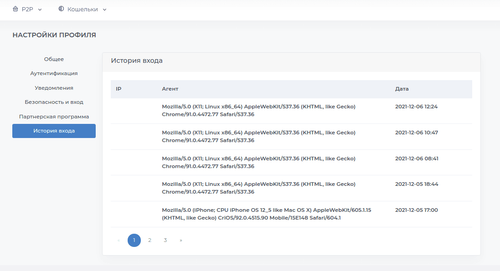 P2P
Кошельки
НАСТРОЙКИ ПРОФИЛЯ
Общее
Аутентификация
Уведомления
Безопасность и вход
Партнерская программа
История входа
История входа
IP Агент Дата
Mozilla/5.0 (X11; Linux x86_64) AppleWebKit/537.36 (KHTML, like Gecko) 2021-12-06 12:24
Chrome/91.0.4472.77 Safari/537.36
Mozilla/5.0 (X11; Linux x86_64) AppleWebKit/537.36 (KHTML, like Gecko) 2021-12-06 10:47
Chrome/91.0.4472.77 Safari/537.36
Mozilla/5.0 (X11; Linux x86_64) AppleWebKit/537.36 (KHTML, like Gecko) 2021-12-06 08:41
Chrome/91.0.4472.77 Safari/537.36
Mozilla/5.0 (X11; Linux x86_64) AppleWebKit/537.36 (KHTML, like Gecko) 2021-12-05 18:44
Chrome/91.0.4472.77 Safari/537.36
Mozilla/5.0 (iPhone; CPU iPhone OS 12_5 like Mac OS X) AppleWebKit/605.1.15 2021-12-05 17:00
(KHTML, like Gecko) CriOS/92.0.4515.90 Mobile/15E148 Safari/604.1
‹ 1 2 3 ›